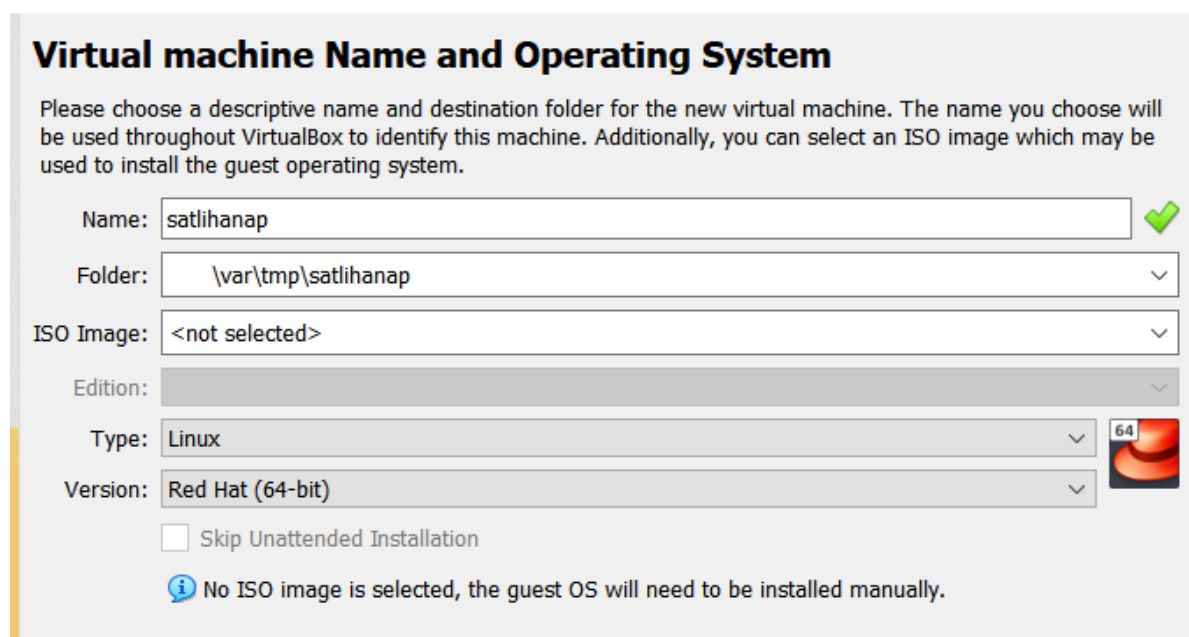 Virtual machine Name and Operating System
Please choose a descriptive name and destination folder for the new virtual machine. The name you choose will
be used throughout VirtualBox to identify this machine. Additionally, you can select an ISO image which may be
used to install the guest operating system.
Name: satlihanap
Folder: \var\tmp\satlihanap
ISO Image: <not selected>
Edition:
Type: Linux 64
Version: Red Hat (64-bit)
Skip Unattended Installation
No ISO image is selected, the guest OS will need to be installed manually.